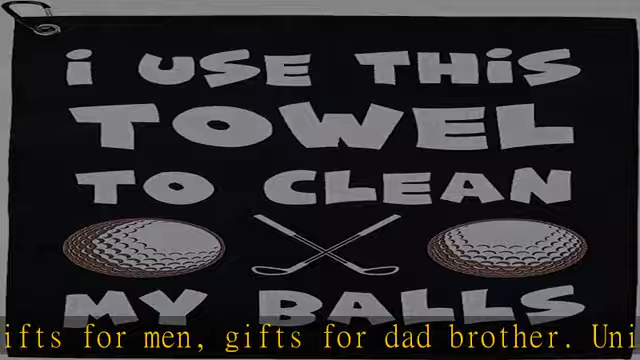 i USE THiS
TOWEL
TO CLEAN
MY BALLS
ifts for men, gifts for dad brother. Uni